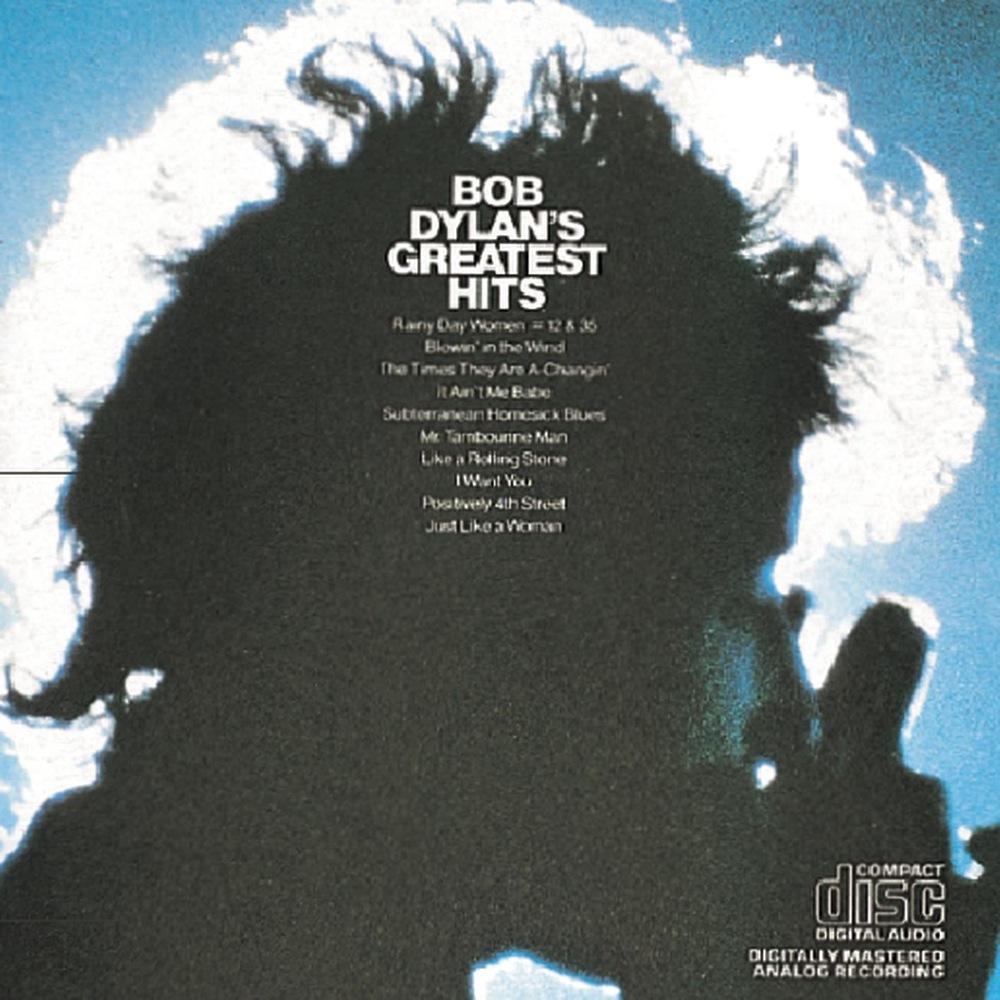 BOB
DYLAN'S
GREATEST
HITS
Rainy Day Women #12 & 35
Blowin' in the Wind
The Times They Are A-Changin'
It Ain't Me Babe
Subterranean Homesick Blues
Mr. Tambourine Man
Like a Rolling Stone
I Want You
Positively 4th Street
Just Like a Woman
COMPACT
disc
DIGITAL AUDIO
DIGITALLY MASTERED
ANALOG RECORDING